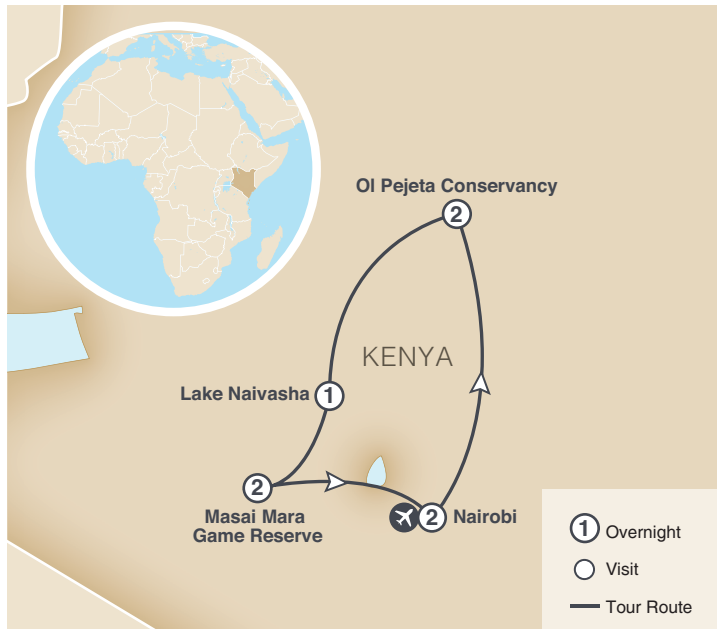 Ol Pejeta Conservancy
2
KENYA
Lake Naivasha 1
2
Masai Mara
Game Reserve
2 Nairobi
1 Overnight
Visit
Tour Route